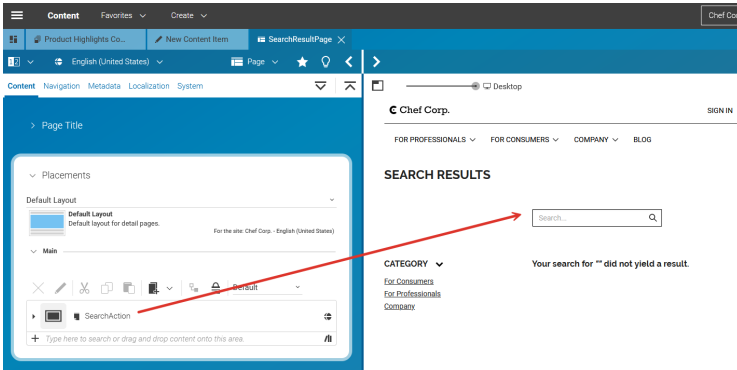 Content Favorites Create Chef Cor
Product Highlights Co... New Content Item SearchResultPage
English (United States) Page
Content Navigation Metadata Localization System
Desktop
Page Title
Placements
Default Layout
Default Layout
Default layout for detail pages.
For the site: Chef Corp. - English (United States)
Main
Default
SearchAction
Type here to search or drag and drop content onto this area.
Chef Corp. SIGN IN
FOR PROFESSIONALS FOR CONSUMERS COMPANY BLOG
SEARCH RESULTS
Search...
CATEGORY
Your search for "" did not yield a result.
For Consumers
For Professionals
Company